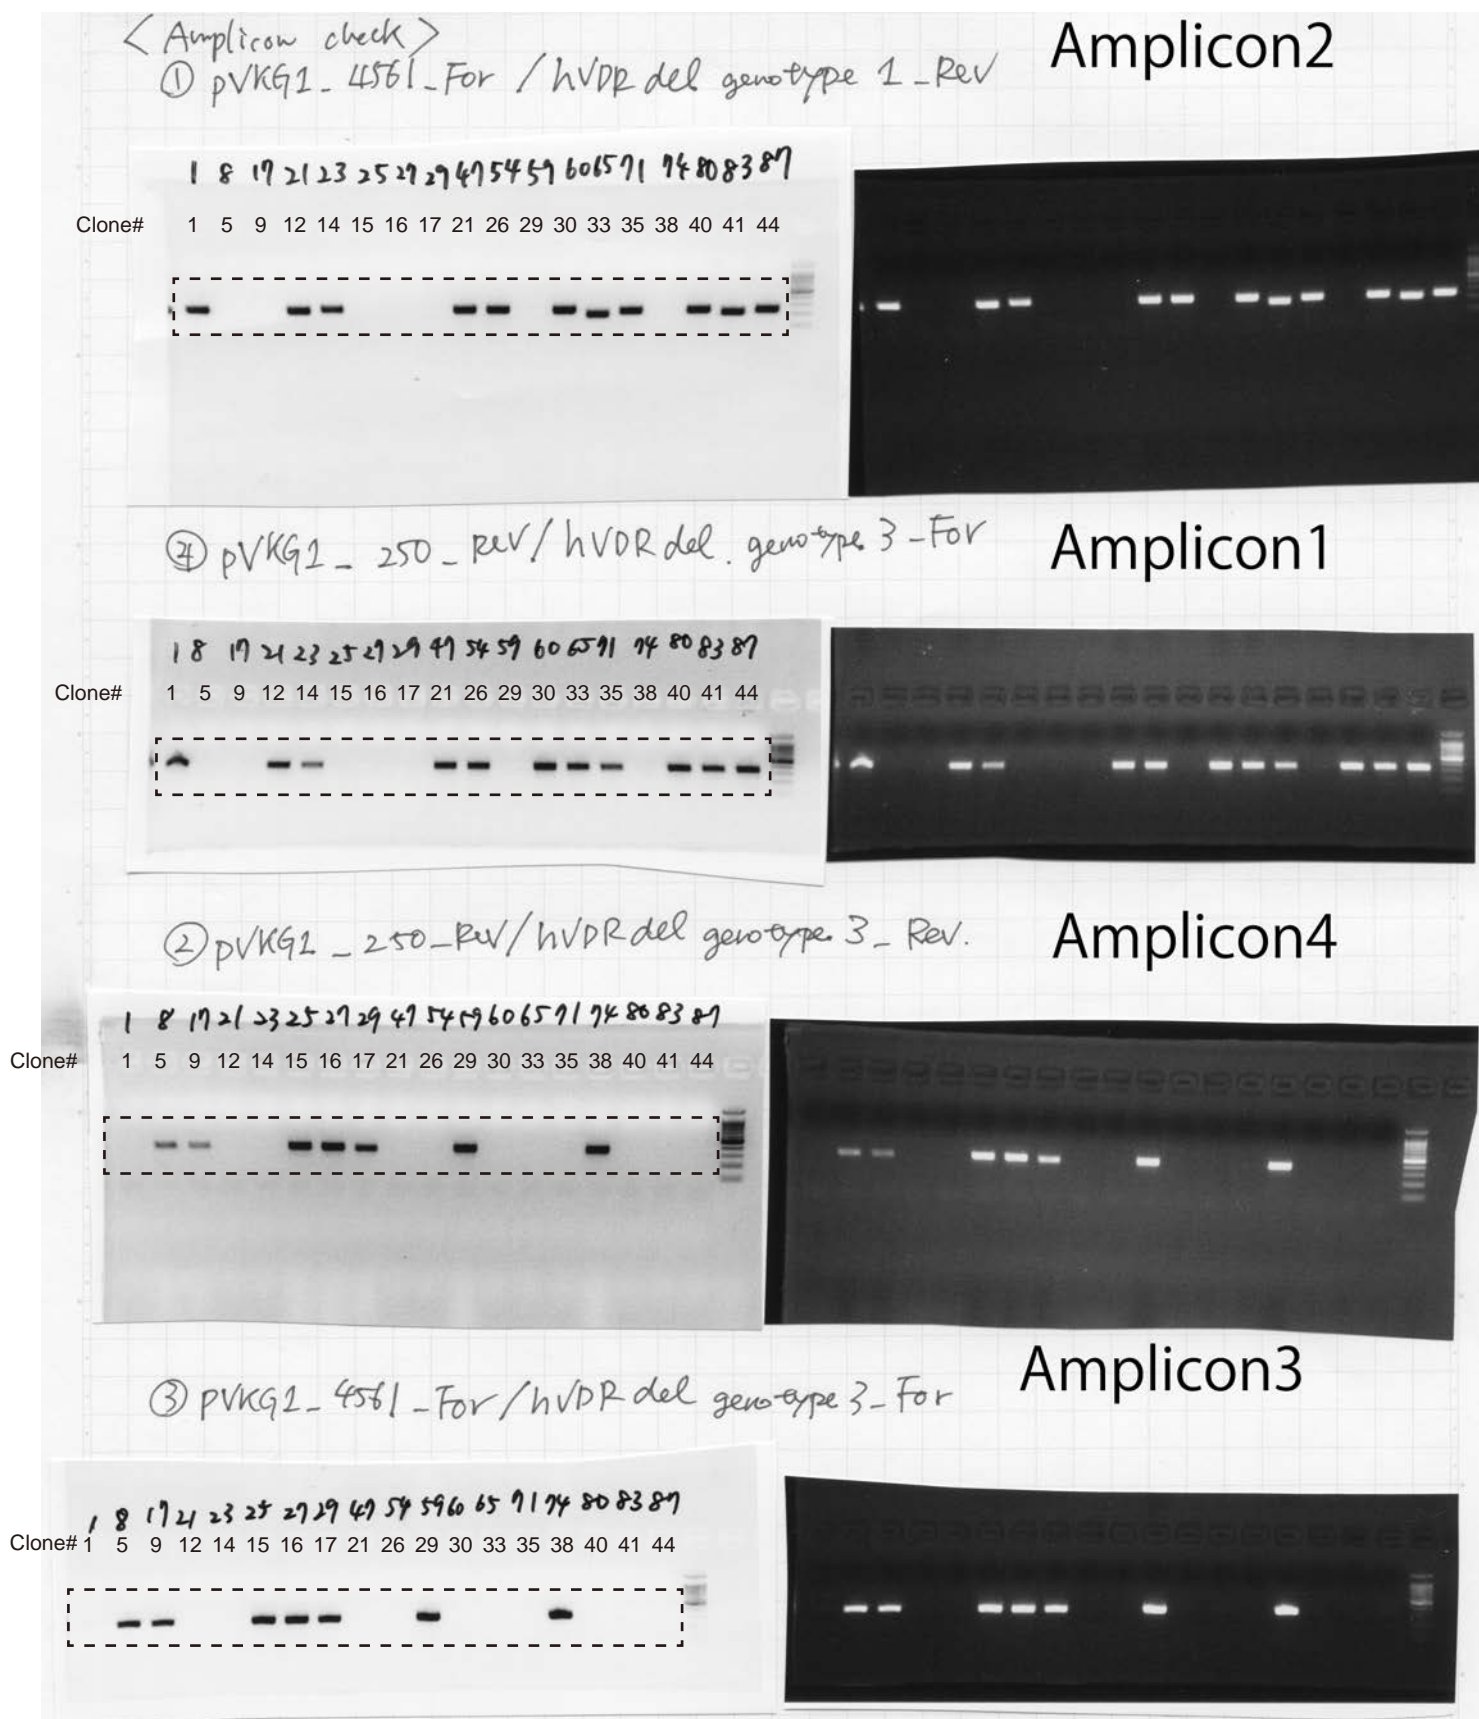 <Amplicon check>
Amplicon2
① pVKG1_4561_For / hVDR del genotype 1_Rev
1 8 17 21 23 25 27 29 47 54 59 60 65 71 74 80 83 87
Clone# 1 5 9 12 14 15 16 17 21 26 29 30 33 35 38 40 41 44
④ pVKG1_250_Rev / hVDR del. genotype 3_For
Amplicon1
1 8 17 21 23 25 27 29 47 54 59 60 65 71 74 80 83 87
Clone# 1 5 9 12 14 15 16 17 21 26 29 30 33 35 38 40 41 44
② pVKG1_250_Rev / hVDR del genotype 3_Rev.
Amplicon4
1 8 17 21 23 25 27 29 47 54 59 60 65 71 74 80 83 87
Clone# 1 5 9 12 14 15 16 17 21 26 29 30 33 35 38 40 41 44
Amplicon3
③ pVKG1_4561_For / hVDR del genotype 3_For
1 8 17 21 23 25 27 29 47 54 59 60 65 71 74 80 83 87
Clone# 1 5 9 12 14 15 16 17 21 26 29 30 33 35 38 40 41 44